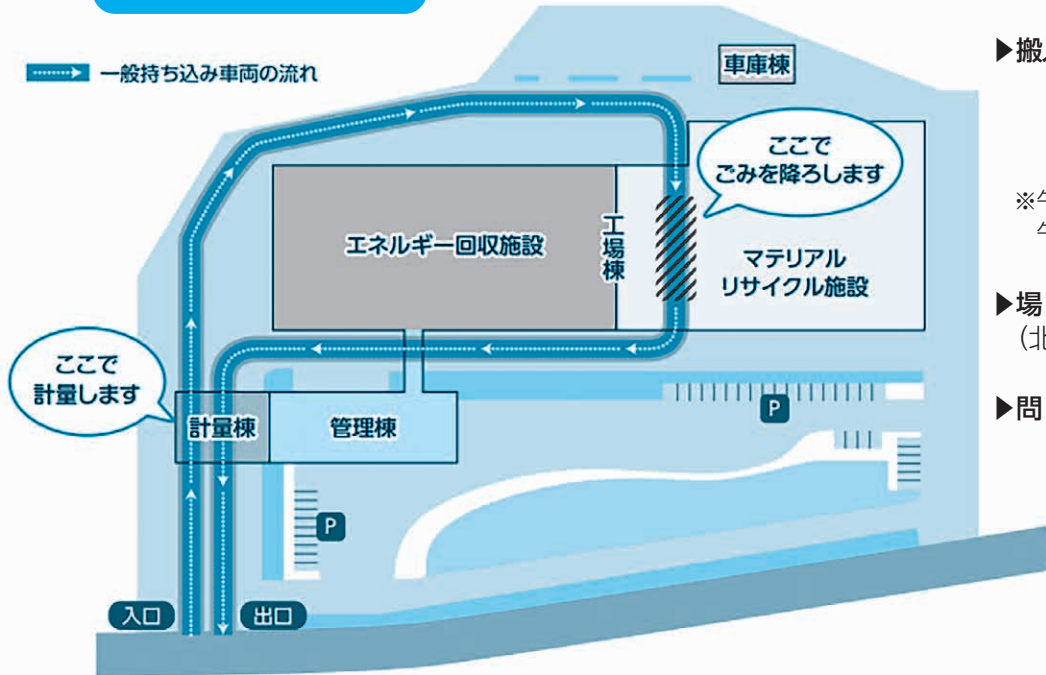 一般持ち込み車両の流れ
車庫棟
ここで
ごみを降ろします
エネルギー回収施設
工場棟
マテリアル
リサイクル施設
ここで
計量します
計量棟
管理棟
P
P
入口
出口
▶搬
※
▶場
（北
▶問